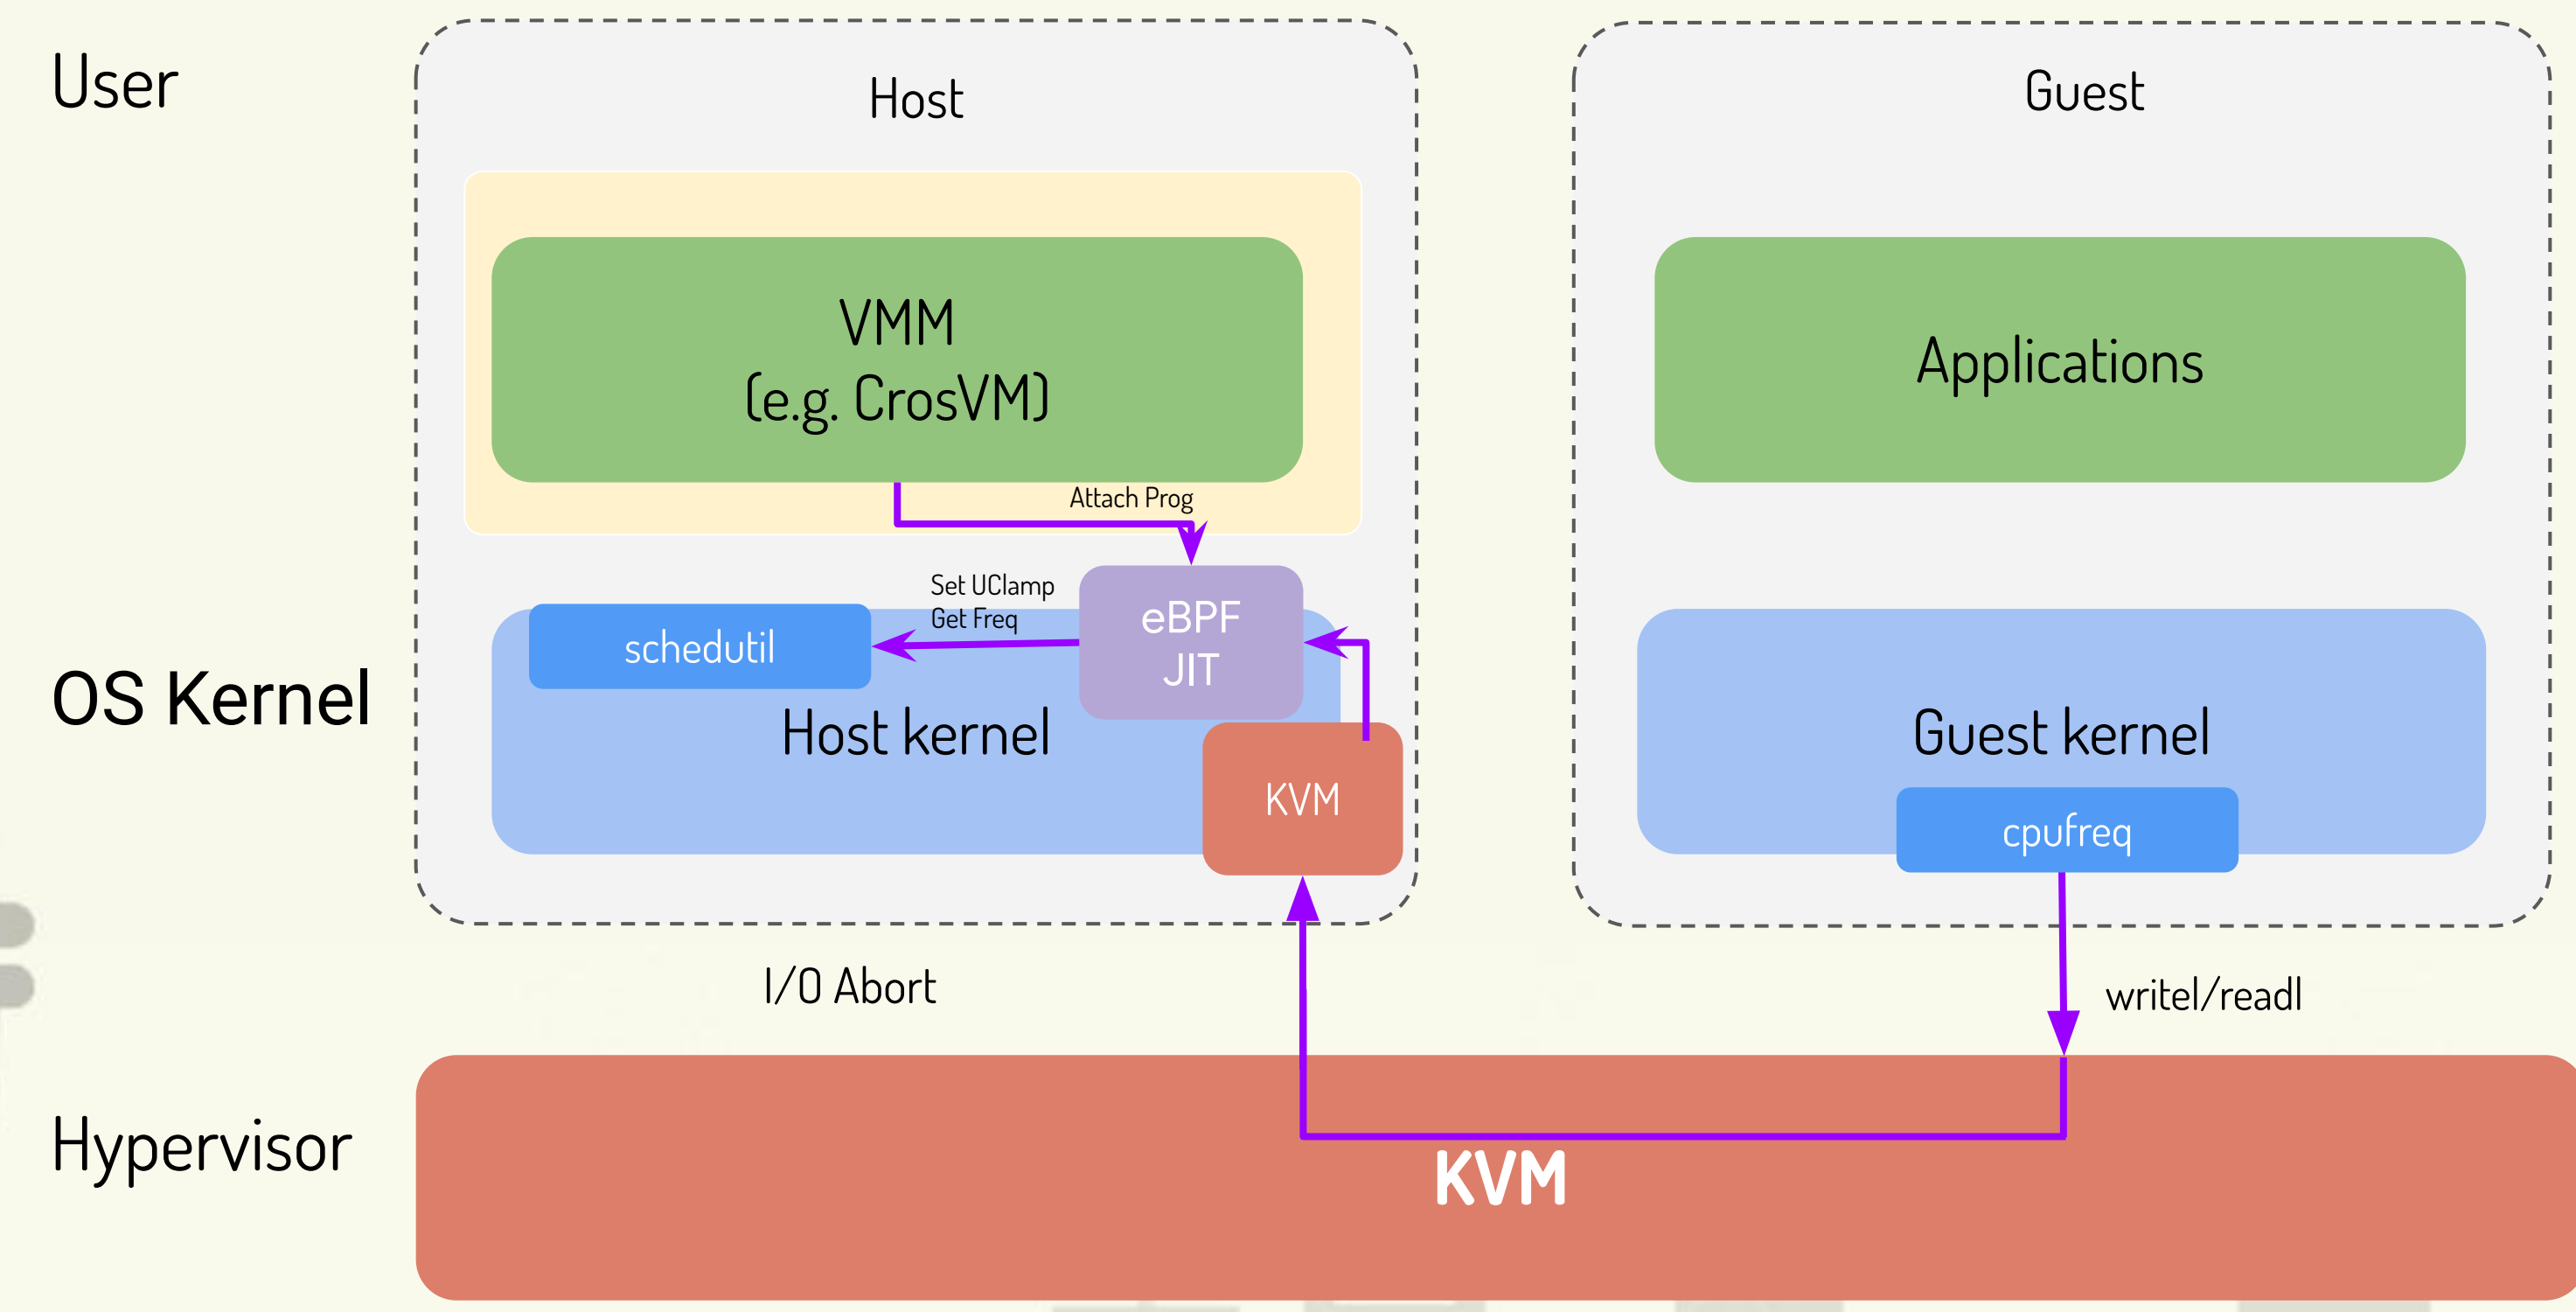 User
Host
Guest
VMM
(e.g. CrosVM)
Applications
Attach Prog
Set UClamp
Get Freq
eBPF
JIT
schedutil
OS Kernel
Host kernel
Guest kernel
KVM
cpufreq
I/O Abort
writel/readl
Hypervisor
KVM